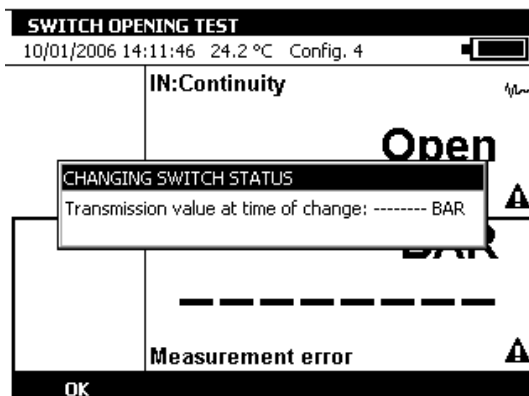 SWITCH OPENING TEST
10/01/2006 14:11:46 24.2 °C Config. 4
IN:Continuity
Open
CHANGING SWITCH STATUS
Transmission value at time of change: -------- BAR
BAR
--------
Measurement error
OK